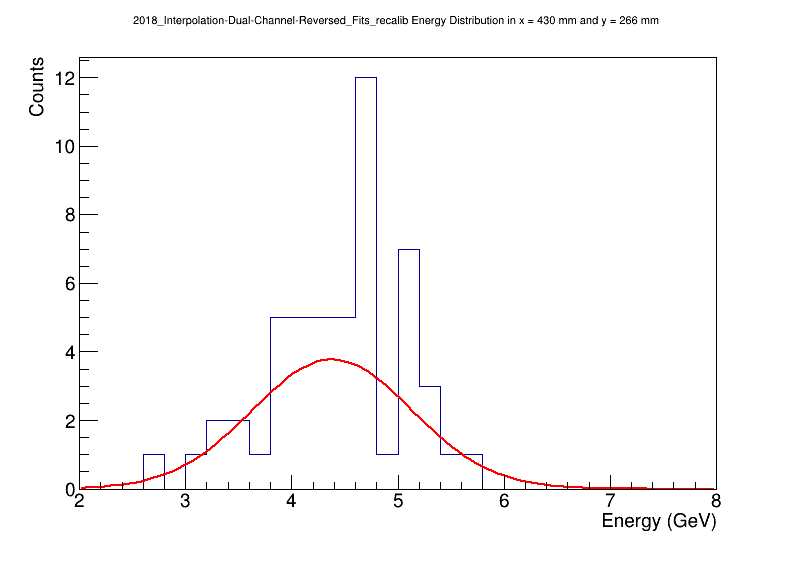 2018_Interpolation-Dual-Channel-Reversed_Fits_recalib Energy Distribution in x = 430 mm and y = 266 mm
Counts
12
10
8
6
4
2
0
2 3 4 5 6 7 8
Energy (GeV)